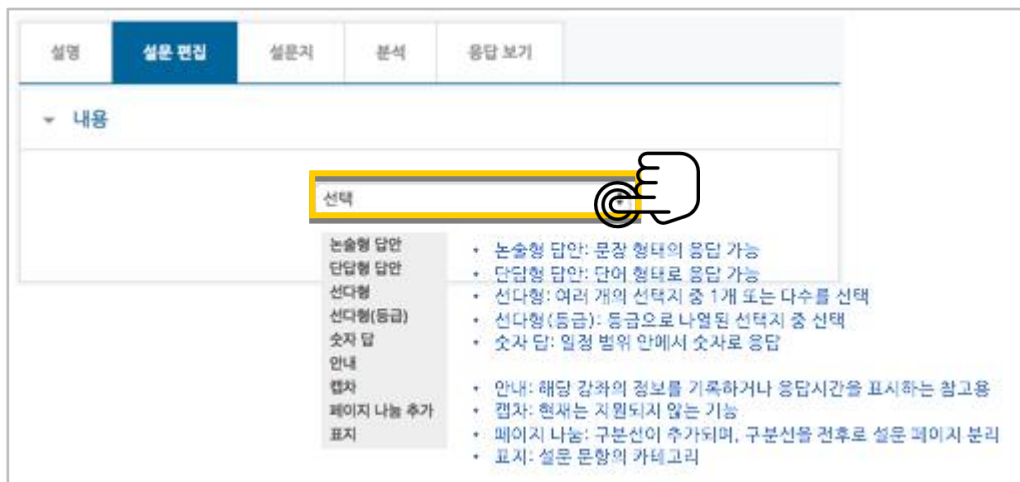 설명 설문 편집 설문지 분석 응답 보기
내용
선택
논술형 답안
단답형 답안
선다형
선다형(등급)
숫자 답
안내
캡차
페이지 나눔 추가
표지
• 논술형 답안: 문장 형태의 응답 가능
• 단답형 답안: 단어 형태로 응답 가능
• 선다형: 여러 개의 선택지 중 1개 또는 다수를 선택
• 선다형(등급): 등급으로 나열된 선택지 중 선택
• 숫자 답: 일정 범위 안에서 숫자로 응답
• 안내: 해당 강좌의 정보를 기록하거나 응답시간을 표시하는 참고용
• 캡차: 현재는 지원되지 않는 기능
• 페이지 나눔: 구분선이 추가되며, 구분선을 전후로 설문 페이지 분리
• 표지: 설문 문항의 카테고리